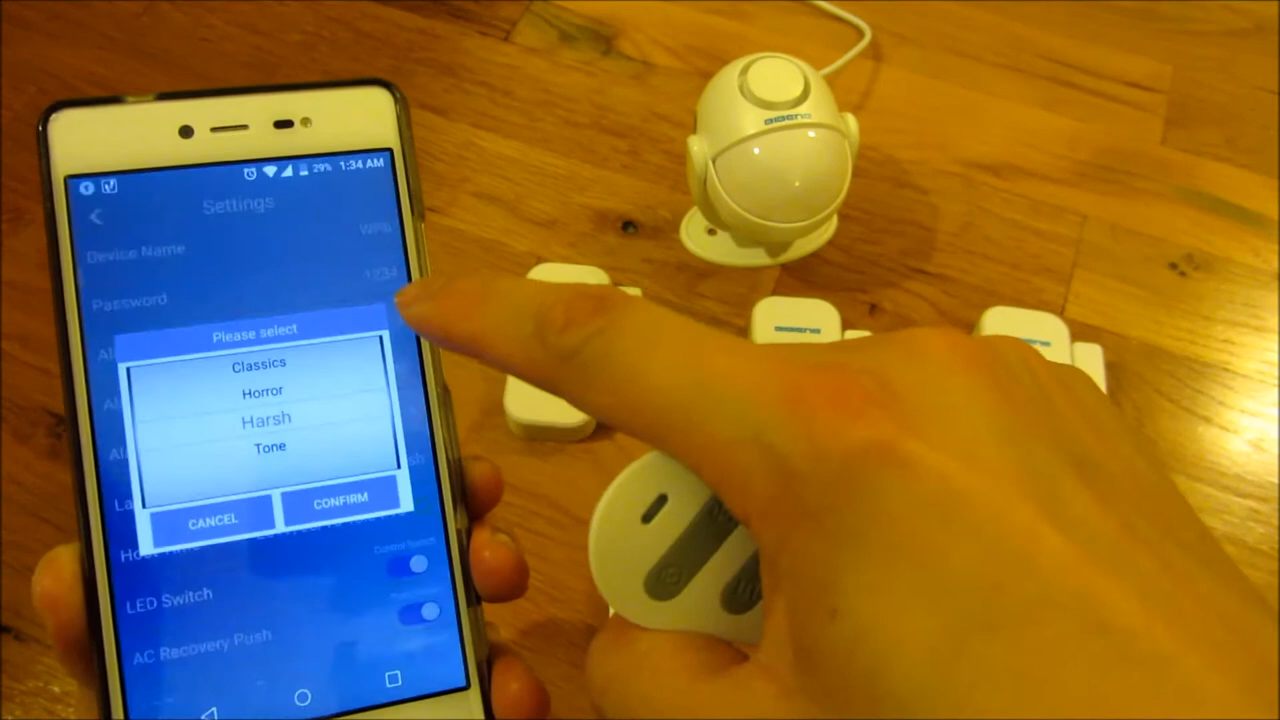 29% 1:34 AM
Settings
Device Name
Password 1234
Please select
Classics
Horror
Harsh
Tone
CANCEL CONFIRM
LED Switch
AC Recovery Push